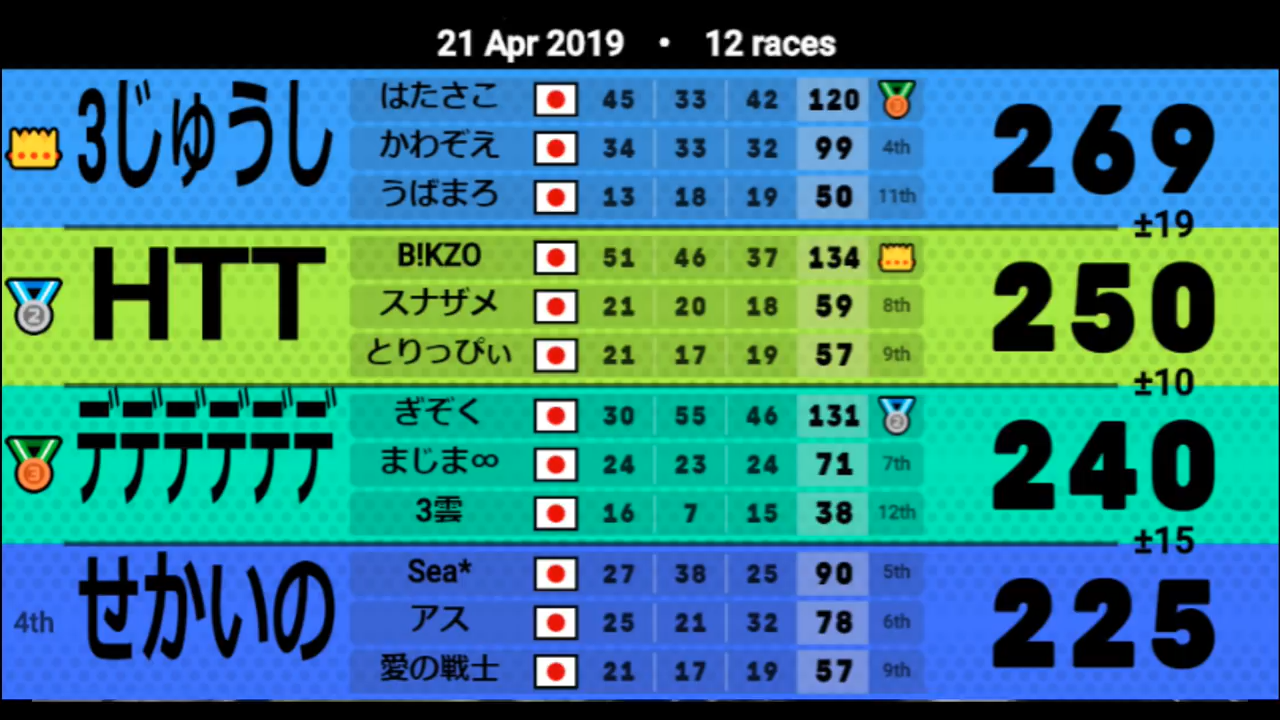 21 Apr 2019 • 12 races
3じゅうし
はたさこ 45 33 42 120
かわぞえ 34 33 32 99 4th
うばまろ 13 18 19 50 11th
269
±19
HTT
B!KZO 51 46 37 134
スナザメ 21 20 18 59 8th
2
とりっぴぃ 21 17 19 57 9th
250
±10
デデデデデデ
ぎぞく 30 55 46 131 2
3
まじま∞ 24 23 24 71 7th
3雲 16 7 15 38 12th
240
±15
4th
せかいの
Sea* 27 38 25 90 5th
アス 25 21 32 78 6th
愛の戦士 21 17 19 57 9th
225